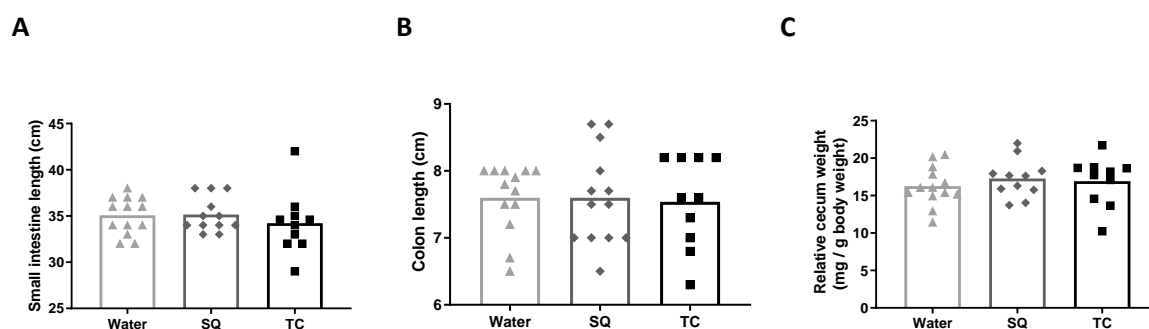 A
B
C
Small intestine length (cm)
45
40
35
30
25
Water
SQ
TC
Colon length (cm)
9
8
7
6
Water
SQ
TC
Relative cecum weight
(mg / g body weight)
25
20
15
10
5
0
Water
SQ
TC